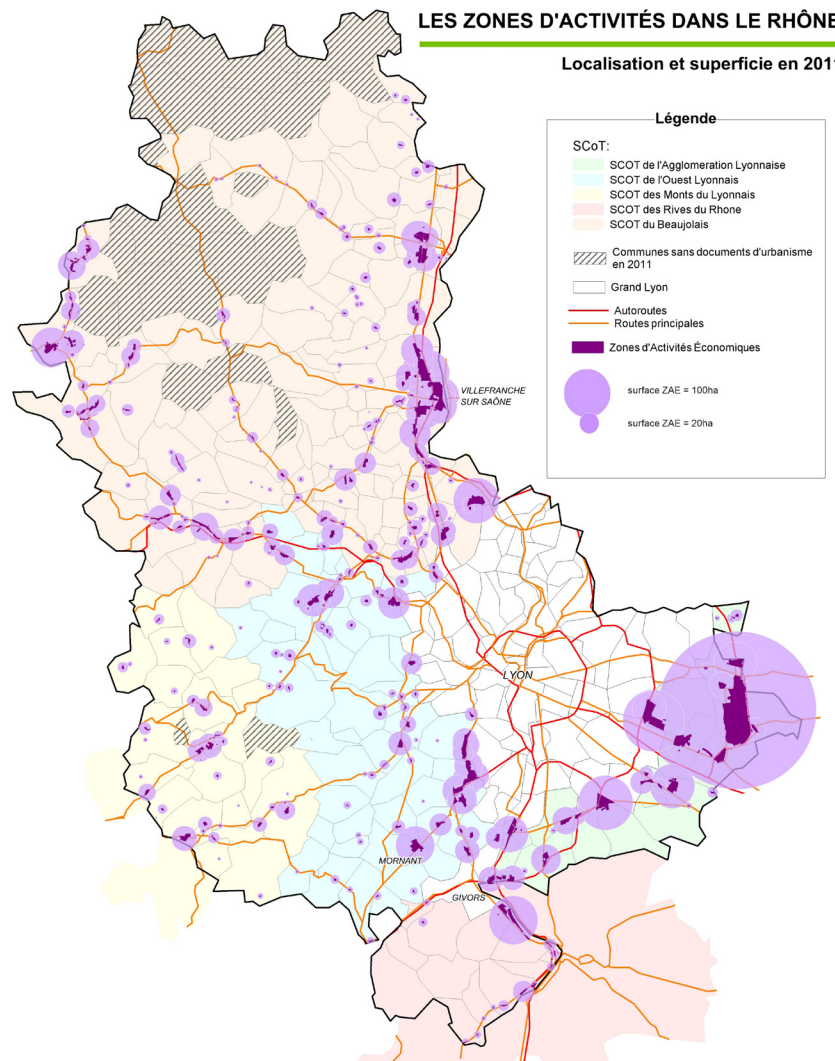 LES ZONES D'ACTIVITÉS DANS LE RHÔNE
Localisation et superficie en 2011
Légende
SCoT:
SCOT de l'Agglomeration Lyonnaise
SCOT de l'Ouest Lyonnais
SCOT des Monts du Lyonnais
SCOT des Rives du Rhone
SCOT du Beaujolais
Communes sans documents d'urbanisme
en 2011
Grand Lyon
Autoroutes
Routes principales
Zones d'Activités Économiques
surface ZAE = 100ha
surface ZAE = 20ha
VILLEFRANCHE
SUR SAÔNE
LYON
MORNANT
GIVORS